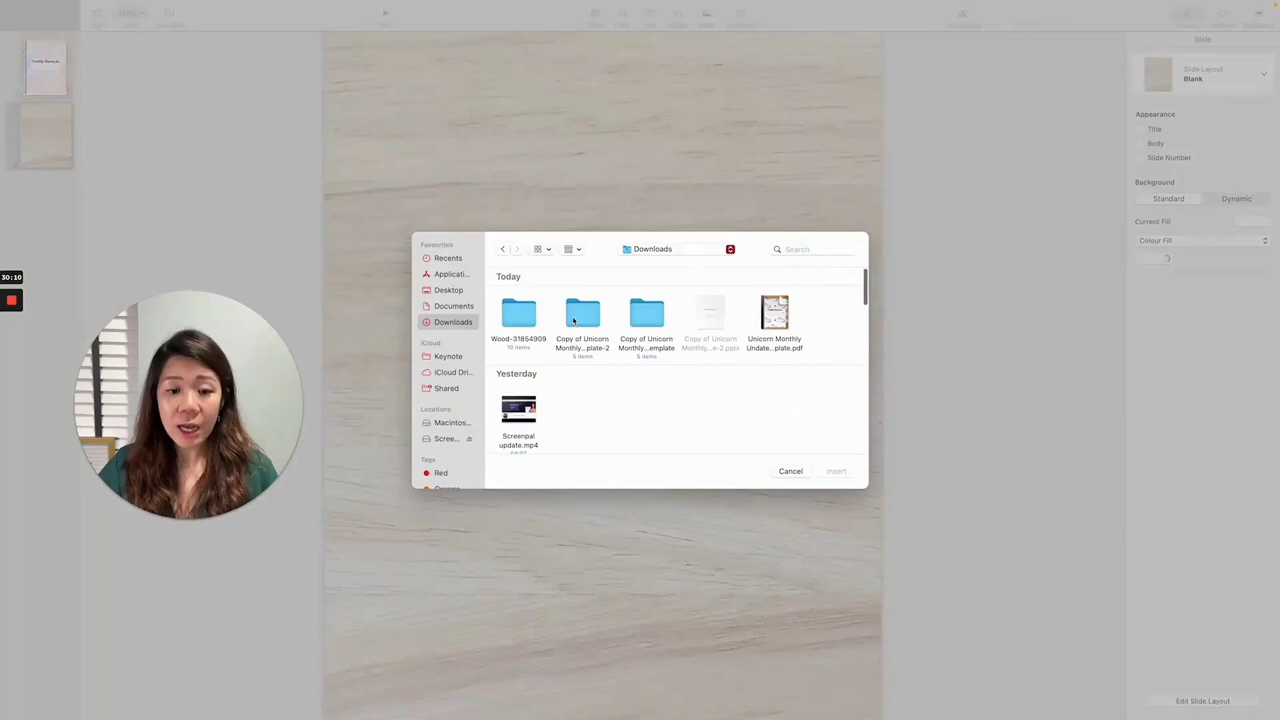 Slide
Slide Layout
Blank
Appearance
Title
Body
Slide Number
Background
Standard
Dynamic
Current Fill
Colour Fill
Edit Slide Layout
30:10
Favourites
Recents
Applicati...
Desktop
Documents
Downloads
iCloud
Keynote
iCloud Dri...
Shared
Locations
Macintos...
Scree...
Tags
Red
Orange
Downloads
Search
Today
Wood-31854909
10 items
Copy of Unicorn
Monthly...plate-2
5 items
Copy of Unicorn
Monthly...emplate
5 items
Copy of Unicorn
Monthly...e-2.pptx
Unicorn Monthly
Update...plate.pdf
Yesterday
Screenpal
update.mp4
Cancel
Insert